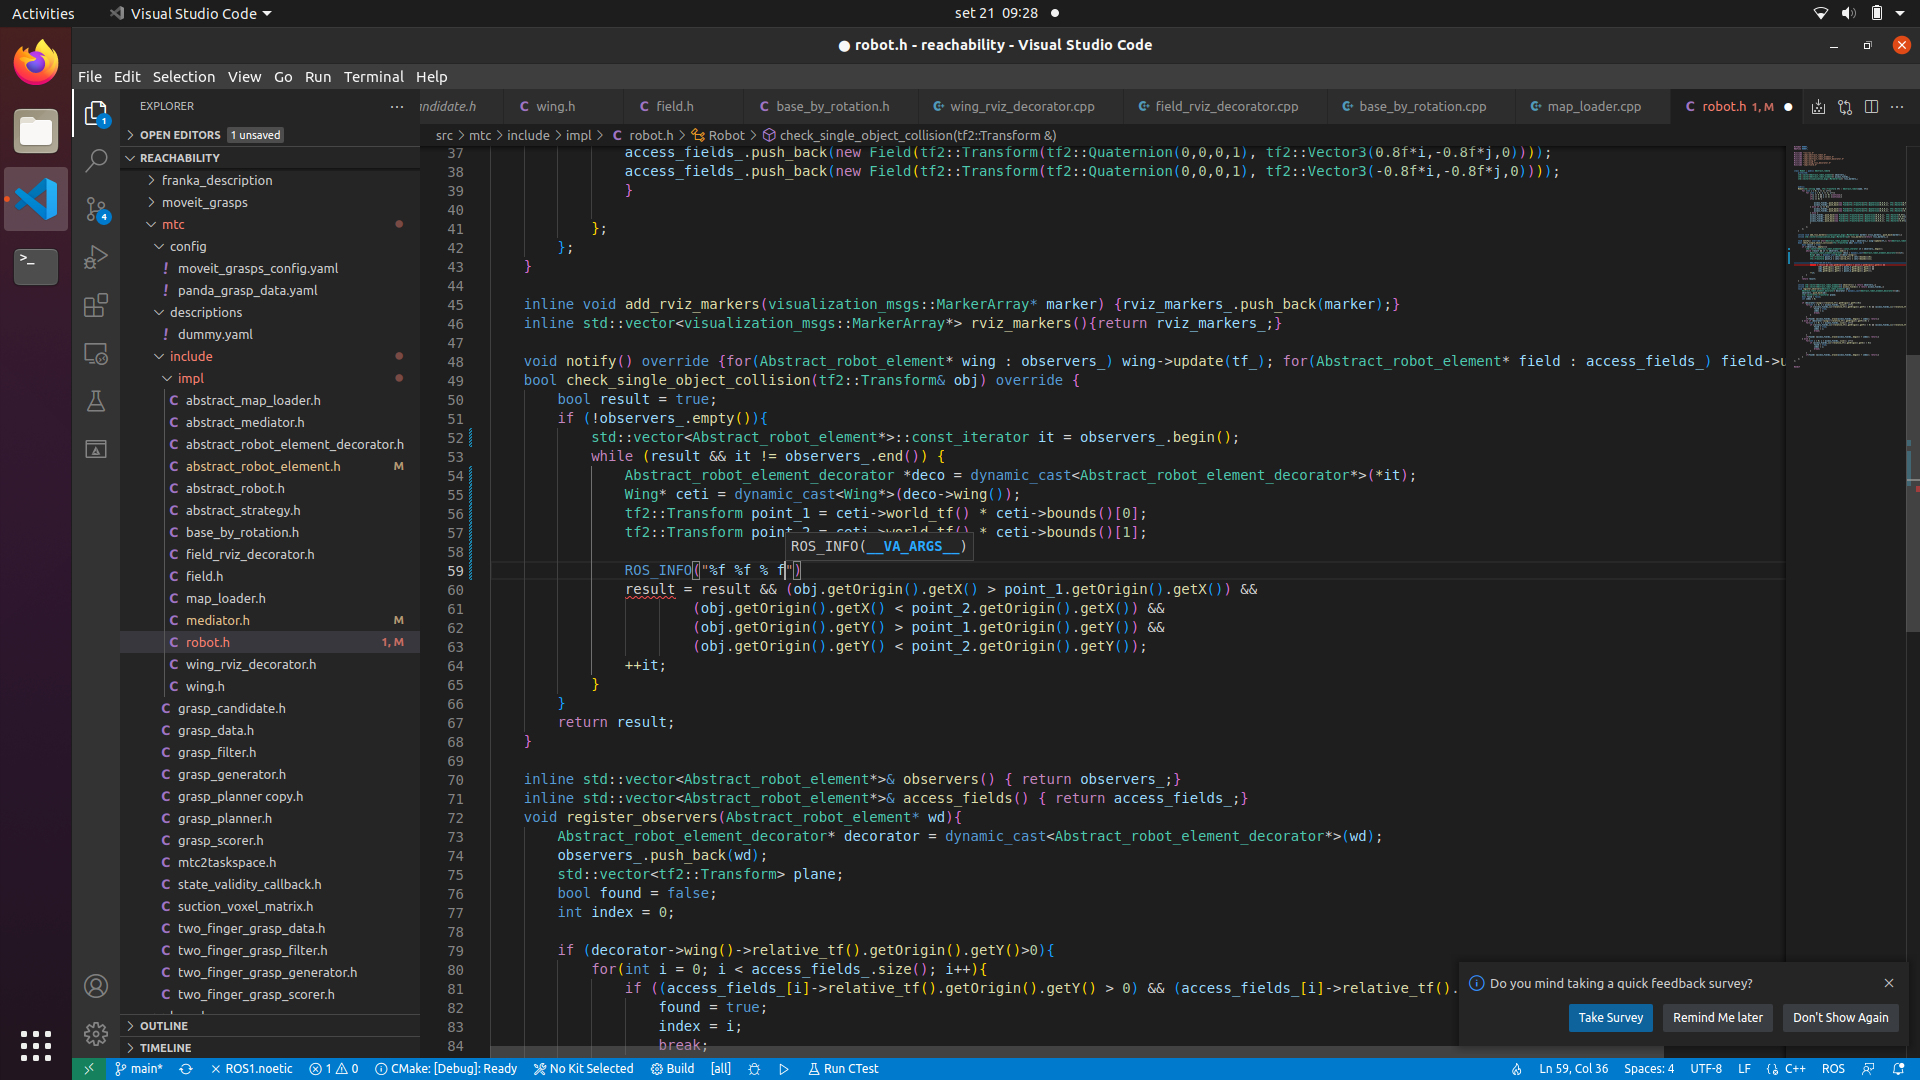 Activities
Visual Studio Code
set 21 09:28
robot.h - reachability - Visual Studio Code
File Edit Selection View Go Run Terminal Help
EXPLORER
OPEN EDITORS 1 unsaved
REACHABILITY
franka_description
moveit_grasps
mtc
config
! moveit_grasps_config.yaml
! panda_grasp_data.yaml
descriptions
! dummy.yaml
include
impl
C abstract_map_loader.h
C abstract_mediator.h
C abstract_robot_element_decorator.h
C abstract_robot_element.h M
C abstract_robot.h
C abstract_strategy.h
C base_by_rotation.h
C field_rviz_decorator.h
C field.h
C map_loader.h
C mediator.h M
C robot.h 1, M
C wing_rviz_decorator.h
C wing.h
C grasp_candidate.h
C grasp_data.h
C grasp_filter.h
C grasp_generator.h
C grasp_planner copy.h
C grasp_planner.h
C grasp_scorer.h
C mtc2taskspace.h
C state_validity_callback.h
C suction_voxel_matrix.h
C two_finger_grasp_data.h
C two_finger_grasp_filter.h
C two_finger_grasp_generator.h
C two_finger_grasp_scorer.h
OUTLINE
TIMELINE
andidate.h C wing.h C field.h C base_by_rotation.h wing_rviz_decorator.cpp field_rviz_decorator.cpp base_by_rotation.cpp map_loader.cpp C robot.h 1, M
src > mtc > include > impl > C robot.h > Robot > check_single_object_collision(tf2::Transform &)
37 access_fields_.push_back(new Field(tf2::Transform(tf2::Quaternion(0,0,0,1), tf2::Vector3(0.8f*i,-0.8f*j,0))));
38 access_fields_.push_back(new Field(tf2::Transform(tf2::Quaternion(0,0,0,1), tf2::Vector3(-0.8f*i,-0.8f*j,0))));
39 }
40
41 };
42 };
43 }
44
45 inline void add_rviz_markers(visualization_msgs::MarkerArray* marker) {rviz_markers_.push_back(marker);}
46 inline std::vector<visualization_msgs::MarkerArray*> rviz_markers(){return rviz_markers_;}
47
48 void notify() override {for(Abstract_robot_element* wing : observers_) wing->update(tf_); for(Abstract_robot_element* field : access_fields_) field->u
49 bool check_single_object_collision(tf2::Transform& obj) override {
50 bool result = true;
51 if (!observers_.empty()){
52 std::vector<Abstract_robot_element*>::const_iterator it = observers_.begin();
53 while (result && it != observers_.end()) {
54 Abstract_robot_element_decorator *deco = dynamic_cast<Abstract_robot_element_decorator*>(*it);
55 Wing* ceti = dynamic_cast<Wing*>(deco->wing());
56 tf2::Transform point_1 = ceti->world_tf() * ceti->bounds()[0];
57 tf2::Transform point_2 = ceti->world_tf() * ceti->bounds()[1];
58 ROS_INFO(__VA_ARGS__)
59 ROS_INFO("%f %f % f")
60 result = result && (obj.getOrigin().getX() > point_1.getOrigin().getX()) &&
61 (obj.getOrigin().getX() < point_2.getOrigin().getX()) &&
62 (obj.getOrigin().getY() > point_1.getOrigin().getY()) &&
63 (obj.getOrigin().getY() < point_2.getOrigin().getY());
64 ++it;
65 }
66 }
67 return result;
68 }
69
70 inline std::vector<Abstract_robot_element*>& observers() { return observers_;}
71 inline std::vector<Abstract_robot_element*>& access_fields() { return access_fields_;}
72 void register_observers(Abstract_robot_element* wd){
73 Abstract_robot_element_decorator* decorator = dynamic_cast<Abstract_robot_element_decorator*>(wd);
74 observers_.push_back(wd);
75 std::vector<tf2::Transform> plane;
76 bool found = false;
77 int index = 0;
78
79 if (decorator->wing()->relative_tf().getOrigin().getY()>0){
80 for(int i = 0; i < access_fields_.size(); i++){
81 if ((access_fields_[i]->relative_tf().getOrigin().getY() > 0) && (access_fields_[i]->relative_tf().
82 found = true;
83 index = i;
84 break;
Do you mind taking a quick feedback survey?
Take Survey Remind Me later Don't Show Again
main* ROS1.noetic 1 0 CMake: [Debug]: Ready No Kit Selected Build [all] Run CTest Ln 59, Col 36 Spaces: 4 UTF-8 LF C++ ROS